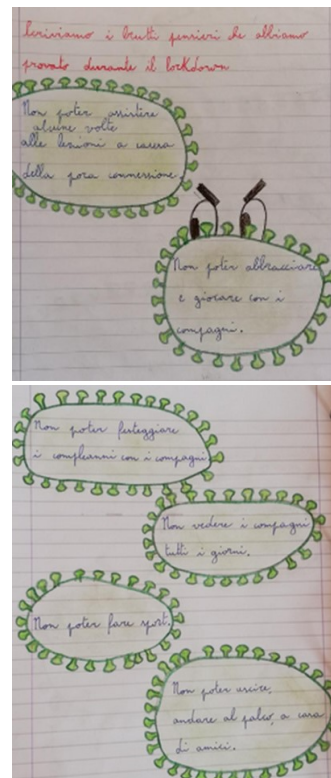 Scriviamo i brutti pensieri che abbiamo
provato durante il lockdown
Non poter assistere
alcune volte
alle lezioni a causa
della poca connessione.
Non poter abbracciare
e giocare con i
compagni.
Non poter festeggiare
i compleanni con i compagni
Non vedere i compagni
tutti i giorni.
Non poter fare sport.
Non poter uscire,
andare al palco, a casa
di amici.